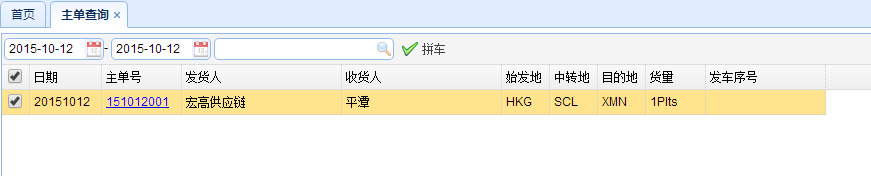 首页 主单查询
2015-10-12 - 2015-10-12 拼车
日期 主单号 发货人 收货人 始发地 中转地 目的地 货量 发车序号
20151012 151012001 宏高供应链 平潭 HKG SCL XMN 1Plts